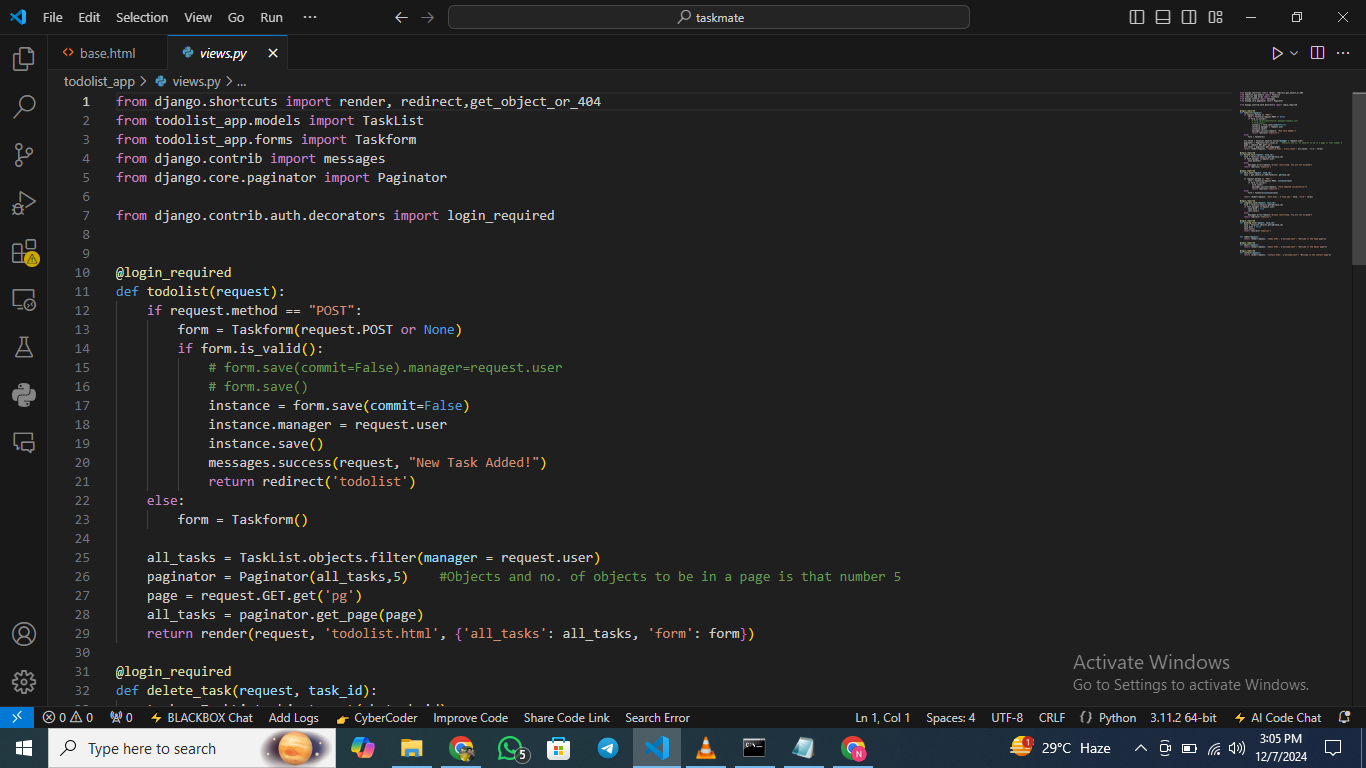 File Edit Selection View Go Run ···
taskmate
base.html
views.py
todolist_app > views.py > ...
1 from django.shortcuts import render, redirect,get_object_or_404
2 from todolist_app.models import TaskList
3 from todolist_app.forms import Taskform
4 from django.contrib import messages
5 from django.core.paginator import Paginator
6
7 from django.contrib.auth.decorators import login_required
8
9
10 @login_required
11 def todolist(request):
12     if request.method == "POST":
13         form = Taskform(request.POST or None)
14         if form.is_valid():
15             # form.save(commit=False).manager=request.user
16             # form.save()
17             instance = form.save(commit=False)
18             instance.manager = request.user
19             instance.save()
20             messages.success(request, "New Task Added!")
21             return redirect('todolist')
22     else:
23         form = Taskform()
24
25     all_tasks = TaskList.objects.filter(manager = request.user)
26     paginator = Paginator(all_tasks,5)    #Objects and no. of objects to be in a page is that number 5
27     page = request.GET.get('pg')
28     all_tasks = paginator.get_page(page)
29     return render(request, 'todolist.html', {'all_tasks': all_tasks, 'form': form})
30
31 @login_required
32 def delete_task(request, task_id):
Activate Windows
Go to Settings to activate Windows.
0 0 0 BLACKBOX Chat Add Logs CyberCoder Improve Code Share Code Link Search Error Ln 1, Col 1 Spaces: 4 UTF-8 CRLF Python 3.11.2 64-bit AI Code Chat
Type here to search
5
1
29°C Haze
3:05 PM
12/7/2024